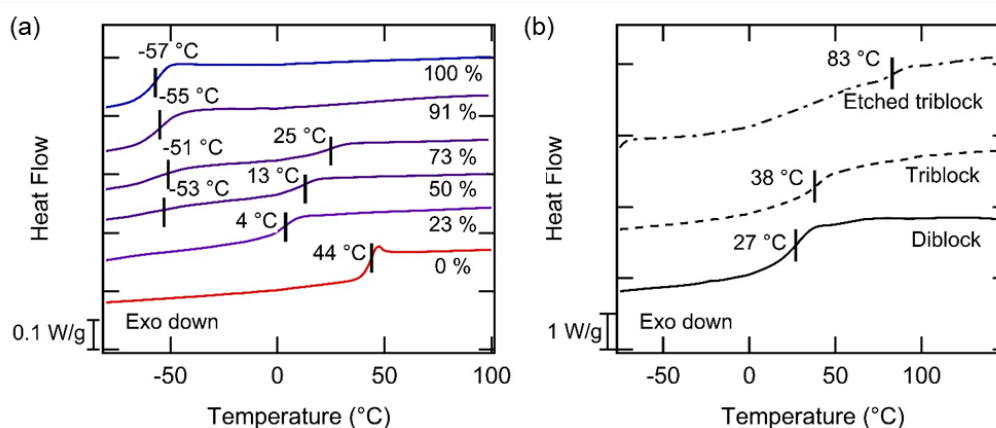 (a)
-57 °C
100 %
-55 °C
91 %
-51 °C
25 °C
73 %
-53 °C
13 °C
50 %
4 °C
23 %
44 °C
0 %
Exo down
0.1 W/g
Heat Flow
-50
0
50
100
Temperature (°C)
(b)
83 °C
Etched triblock
38 °C
Triblock
27 °C
Diblock
Exo down
1 W/g
Heat Flow
-50
0
50
100
Temperature (°C)